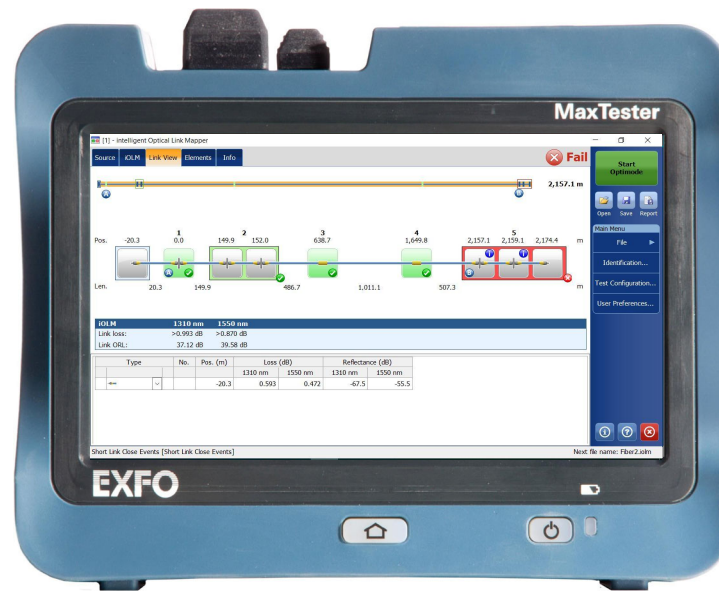 MaxTester
[1] - intelligent Optical Link Mapper
Source iOLM Link View Elements Info Fail
Start Optimode
2,157.1 m
Open Save Report
Main Menu
File
Identification...
Test Configuration...
User Preferences...
1 2 3 4 5
Pos. -20.3 0.0 149.9 152.0 638.7 1,649.8 2,157.1 2,159.1 2,174.4 m
A B
Len. 20.3 149.9 486.7 1,011.1 507.3 m
iOLM 1310 nm 1550 nm
Link loss: >0.993 dB >0.870 dB
Link ORL: 37.12 dB 39.58 dB
Type No. Pos. (m) Loss (dB) Reflectance (dB)
1310 nm 1550 nm 1310 nm 1550 nm
-20.3 0.593 0.472 -67.5 -55.5
Short Link Close Events [Short Link Close Events] Next file name: Fiber2.iolm
EXFO